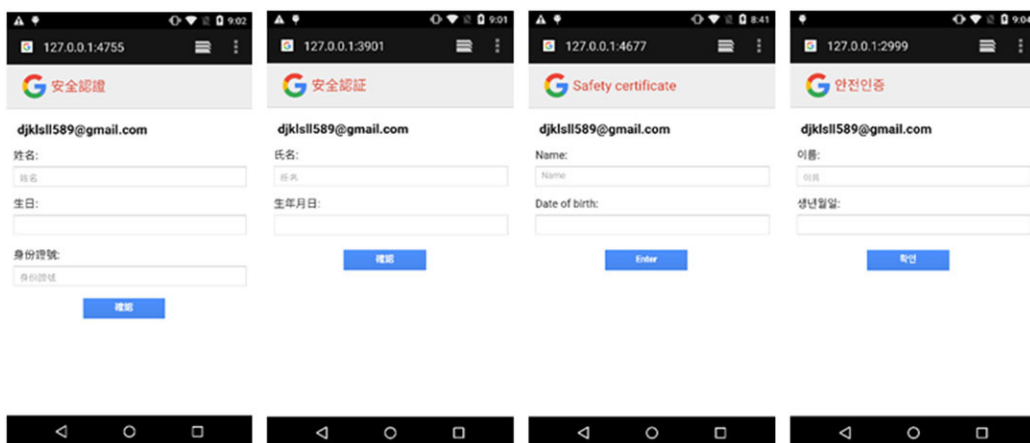 9:02
127.0.0.1:4755
安全認證
djklsll589@gmail.com
姓名:
姓名
生日:
身份證號:
身份證號
確認
9:01
127.0.0.1:3901
安全認証
djklsll589@gmail.com
氏名:
氏名
生年月日:
確認
8:41
127.0.0.1:4677
Safety certificate
djklsll589@gmail.com
Name:
Name
Date of birth:
Enter
9:04
127.0.0.1:2999
안전인증
djklsll589@gmail.com
이름:
이름
생년월일:
확인